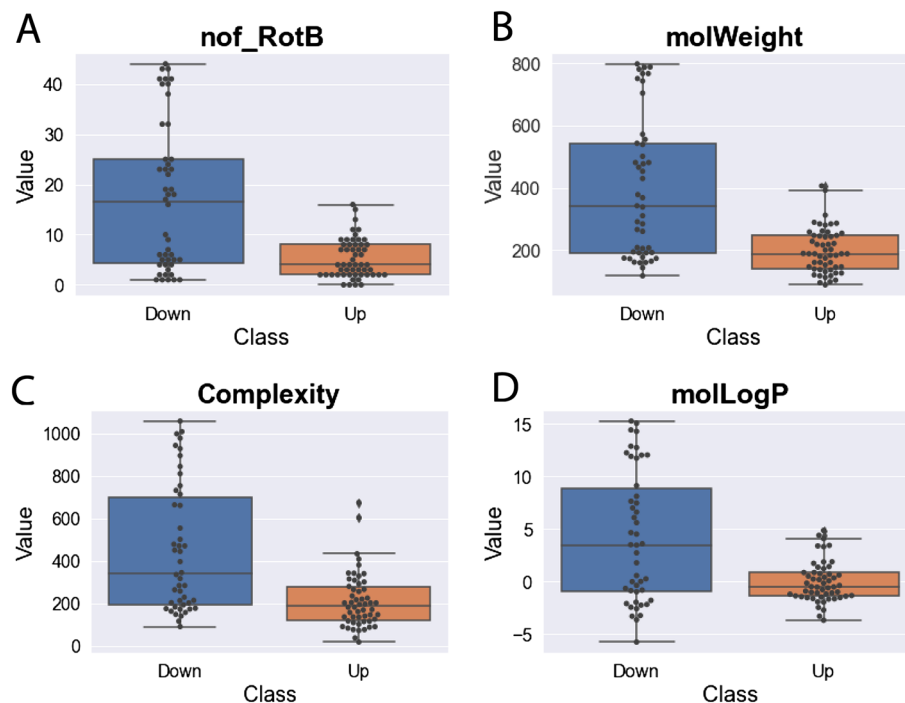 A
nof_RotB
Value
40
30
20
10
0
Down
Up
Class
B
molWeight
Value
800
600
400
200
Down
Up
Class
C
Complexity
Value
1000
800
600
400
200
0
Down
Up
Class
D
molLogP
Value
15
10
5
0
−5
Down
Up
Class